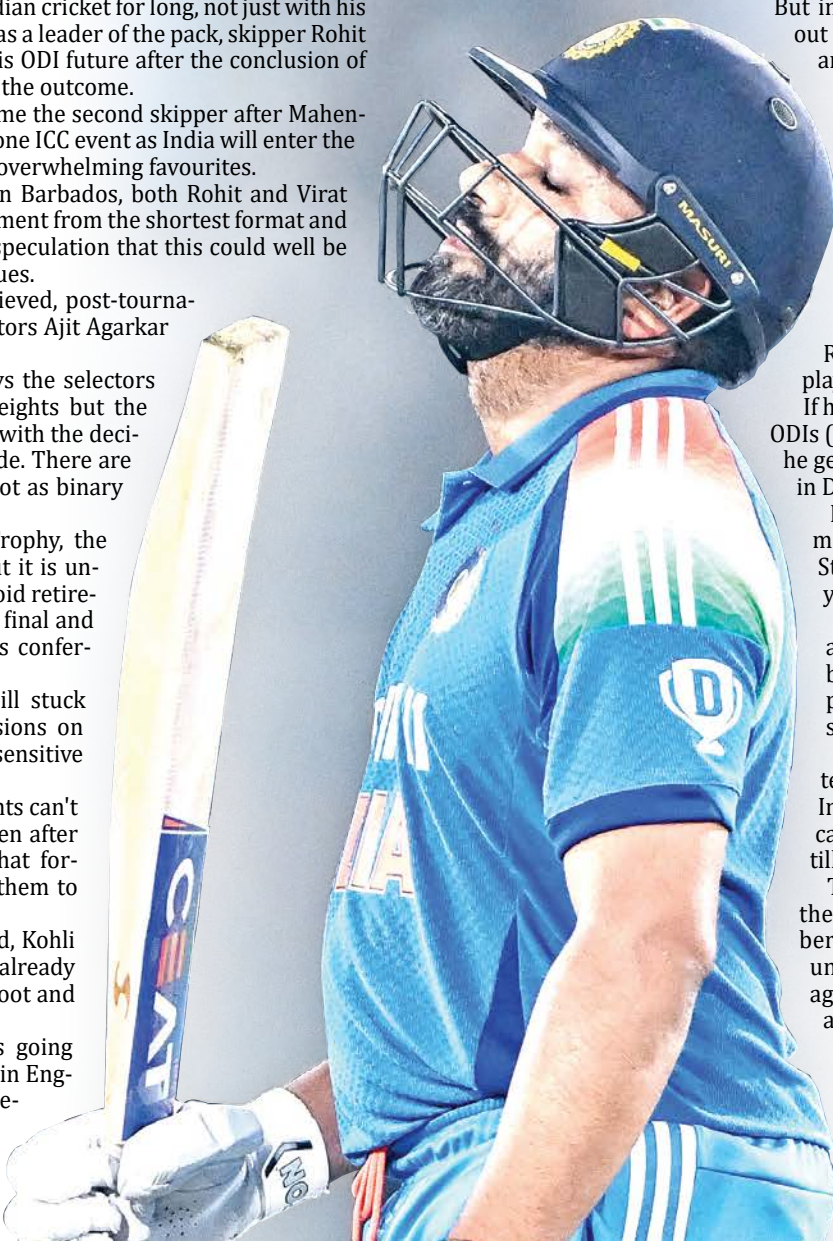 dian cricket for long, not just with his
as a leader of the pack, skipper Rohit
is ODI future after the conclusion of
the outcome.
me the second skipper after Mahen-
one ICC event as India will enter the
overwhelming favourites.
n Barbados, both Rohit and Virat
ment from the shortest format and
speculation that this could well be
ues.
ieved, post-tourna-
tors Ajit Agarkar
ys the selectors
eights but the
with the deci-
de. There are
ot as binary
rophy, the
ut it is un-
oid retire-
final and
s confer-
ill stuck
sions on
sensitive
nts can't
en after
hat for-
them to
d, Kohli
already
oot and
s going
in Eng-
e-
MASURI
D
CEAT
But in
out
an
R
pla
If h
ODIs (
he ge
in D
m
St
y
a
b
p
s
te
In
ca
till
T
the
ber
un
ag
a